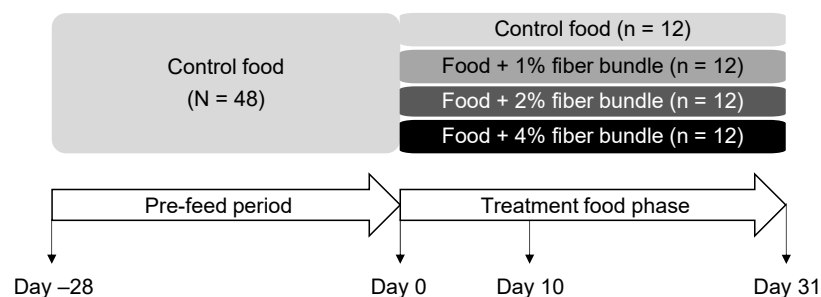 Control food
(N = 48)
Control food (n = 12)
Food + 1% fiber bundle (n = 12)
Food + 2% fiber bundle (n = 12)
Food + 4% fiber bundle (n = 12)
Pre-feed period
Treatment food phase
Day –28
Day 0
Day 10
Day 31